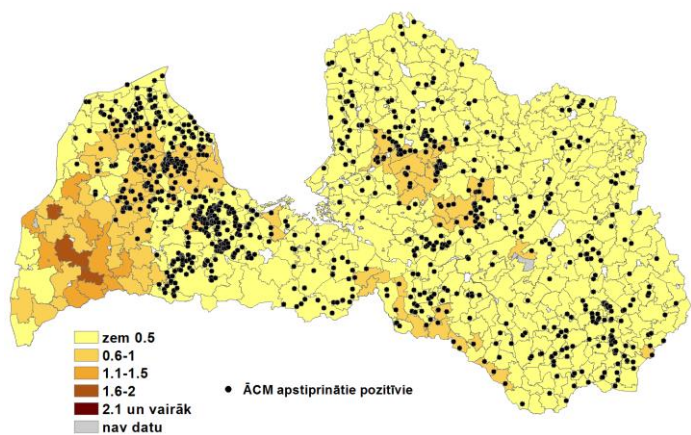 zem 0.5
0.6-1
1.1-1.5
1.6-2
2.1 un vairāk
nav datu
ĀCM apstiprinātie pozitīvie